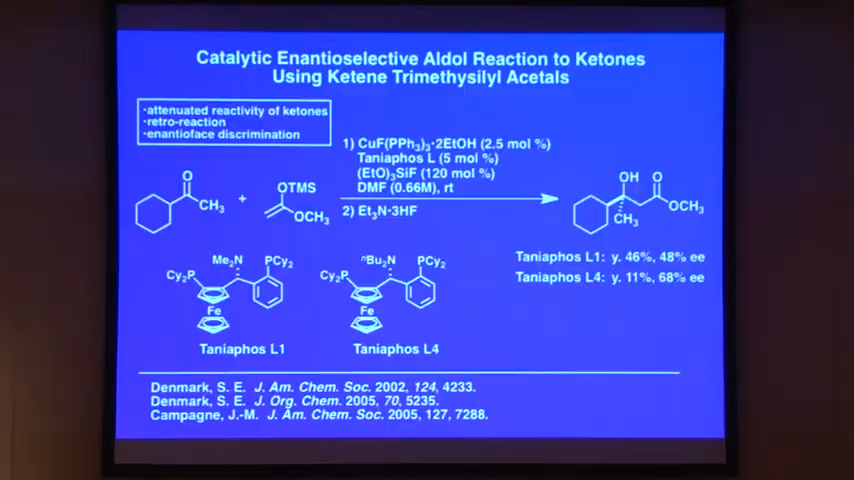 Catalytic Enantioselective Aldol Reaction to Ketones
Using Ketene Trimethysilyl Acetals
·attenuated reactivity of ketones
·retro-reaction
·enantioface discrimination
1) CuF(PPh3)3·2EtOH (2.5 mol %)
Taniaphos L (5 mol %)
(EtO)3SiF (120 mol %)
DMF (0.66M), rt
2) Et3N·3HF
O
CH3
+
OTMS
OCH3
OH
O
OCH3
CH3
Taniaphos L1: y. 46%, 48% ee
Taniaphos L4: y. 11%, 68% ee
Me2N
PCy2
Cy2P
Fe
Taniaphos L1
nBu2N
PCy2
Cy2P
Fe
Taniaphos L4
Denmark, S. E. J. Am. Chem. Soc. 2002, 124, 4233.
Denmark, S. E. J. Org. Chem. 2005, 70, 5235.
Campagne, J.-M. J. Am. Chem. Soc. 2005, 127, 7288.